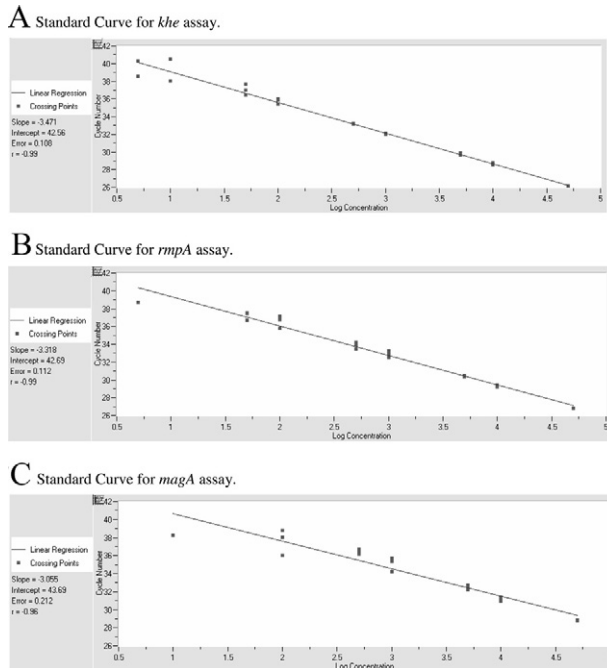 A Standard Curve for khe assay.
Linear Regression
Crossing Points
Slope = -3.471
Intercept = 42.56
Error = 0.108
r = -0.99
Cycle Number
42
40
38
36
34
32
30
28
26
0.5 1 1.5 2 2.5 3 3.5 4 4.5 5
Log Concentration
B Standard Curve for rmpA assay.
Linear Regression
Crossing Points
Slope = -3.318
Intercept = 42.69
Error = 0.112
r = -0.99
Cycle Number
42
40
38
36
34
32
30
28
26
0.5 1 1.5 2 2.5 3 3.5 4 4.5 5
Log Concentration
C Standard Curve for magA assay.
Linear Regression
Crossing Points
Slope = -3.055
Intercept = 43.69
Error = 0.212
r = -0.96
Cycle Number
42
40
38
36
34
32
30
28
26
0.5 1 1.5 2 2.5 3 3.5 4 4.5
Log Concentration